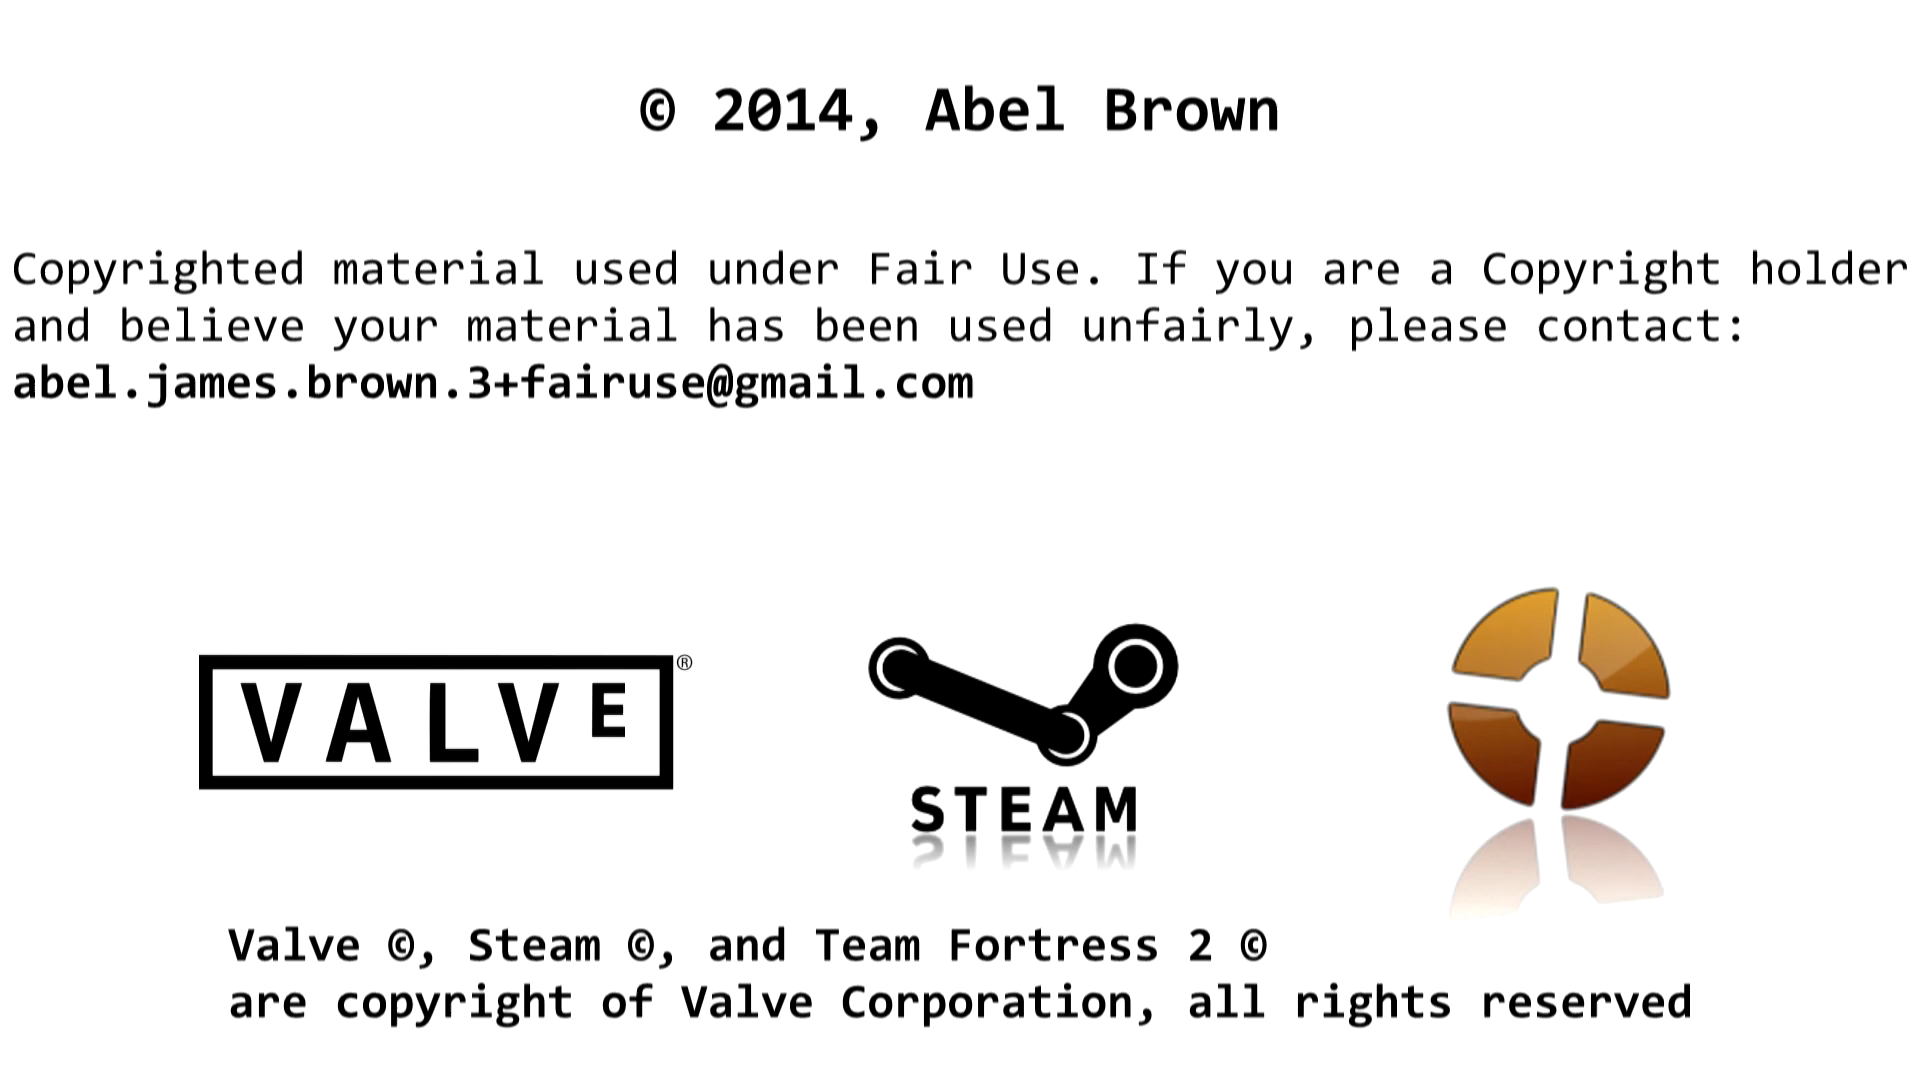 © 2014, Abel Brown
Copyrighted material used under Fair Use. If you are a Copyright holder
and believe your material has been used unfairly, please contact:
abel.james.brown.3+fairuse@gmail.com
VALVE®
STEAM
Valve ©, Steam ©, and Team Fortress 2 ©
are copyright of Valve Corporation, all rights reserved